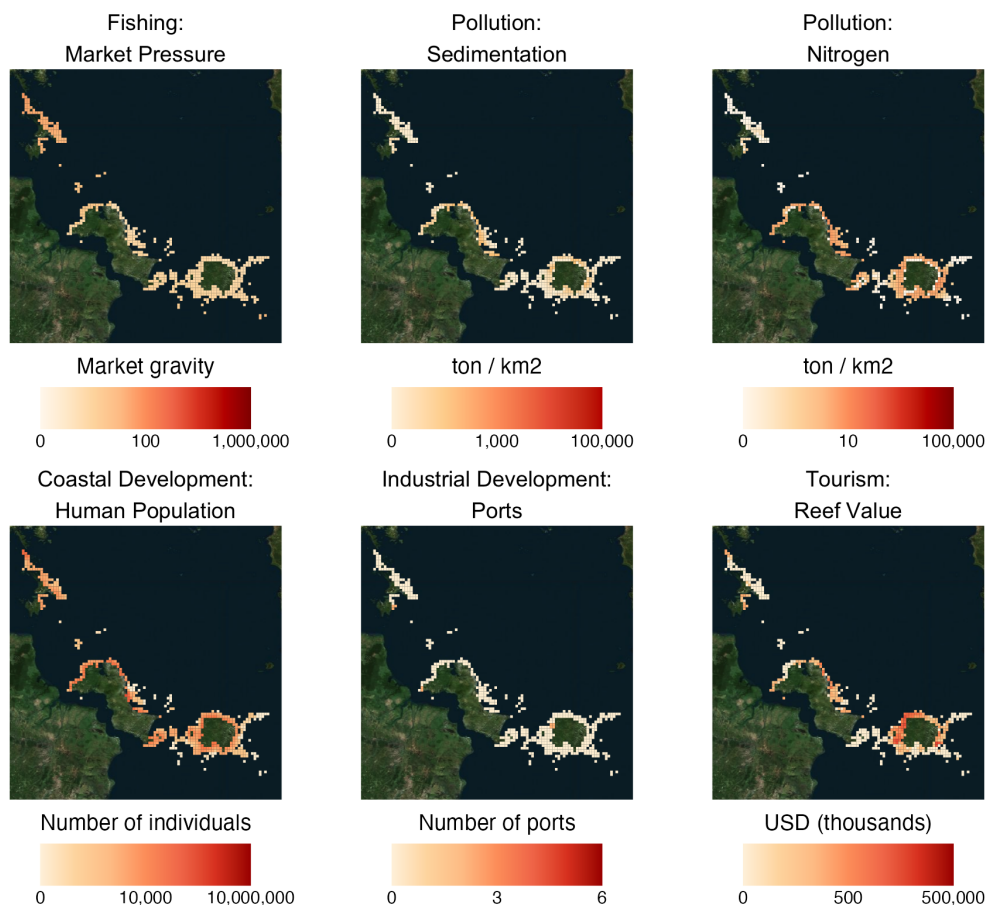 Fishing:
Market Pressure
Pollution:
Sedimentation
Pollution:
Nitrogen
Market gravity
0 100 1,000,000
ton / km2
0 1,000 100,000
ton / km2
0 10 100,000
Coastal Development:
Human Population
Industrial Development:
Ports
Tourism:
Reef Value
Number of individuals
0 10,000 10,000,000
Number of ports
0 3 6
USD (thousands)
0 500 500,000